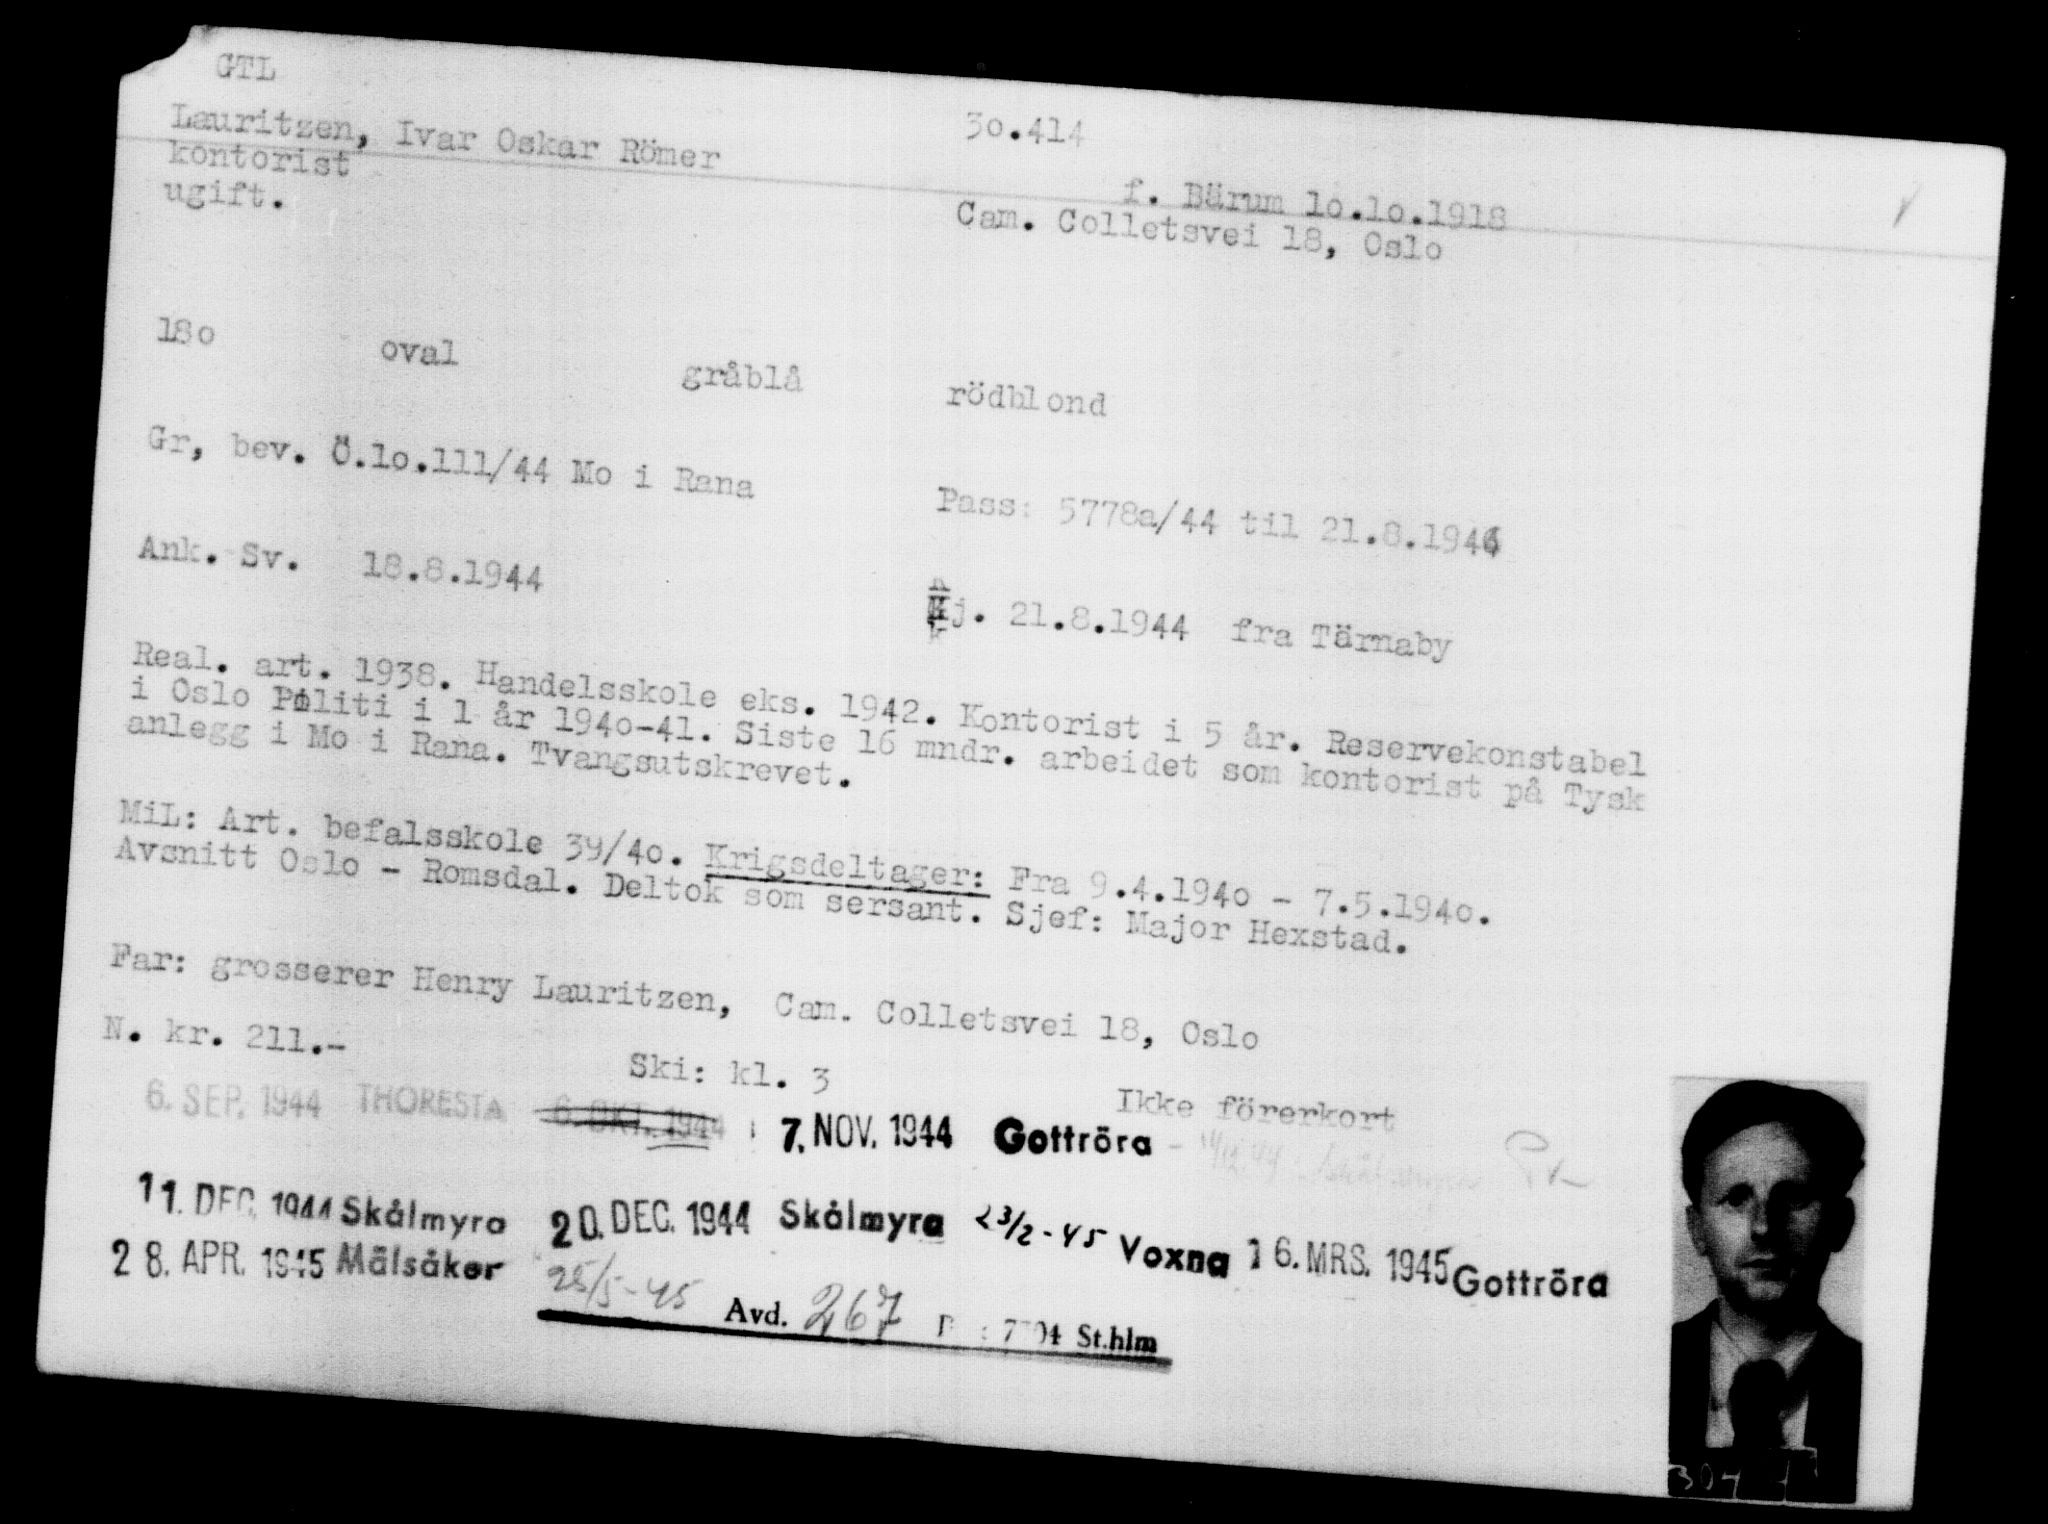 GTL
Lauritzen, Ivar Oskar Römer 30.414
kontorist f. Bärum 10.10.1918
ugift. Cam. Colletsvei 18, Oslo
180 oval gråblå rödblond
Gr, bev. Ö.10.111/44 Mo i Rana Pass: 5778a/44 til 21.8.1946
Ank. Sv. 18.8.1944 Kj. 21.8.1944 fra Tärnaby
Real. art. 1938. Handelsskole eks. 1942. Kontorist i 5 år. Reservekonstabel
i Oslo Politi i 1 år 1940-41. Siste 16 mndr. arbeidet som kontorist på Tysk
anlegg i Mo i Rana. Tvangsutskrevet.
MiL: Art. befalsskole 39/40. Krigsdeltager: Fra 9.4.1940 - 7.5.1940.
Avsnitt Oslo - Romsdal. Deltok som sersant. Sjef: Major Hexstad.
Far: grosserer Henry Lauritzen, Cam. Colletsvei 18, Oslo
N. kr. 211.- Ski: kl. 3 Ikke förerkort
6. SEP. 1944 THORESTA 6. OKT. 1944 7. NOV. 1944 Gottröra
11. DEC. 1944 Skålmyra 20. DEC. 1944 Skålmyra 23/2-45 Voxna 16. MRS. 1945 Gottröra
28. APR. 1945 Mälsåker 25/5-45 Avd. 267 St.hlm